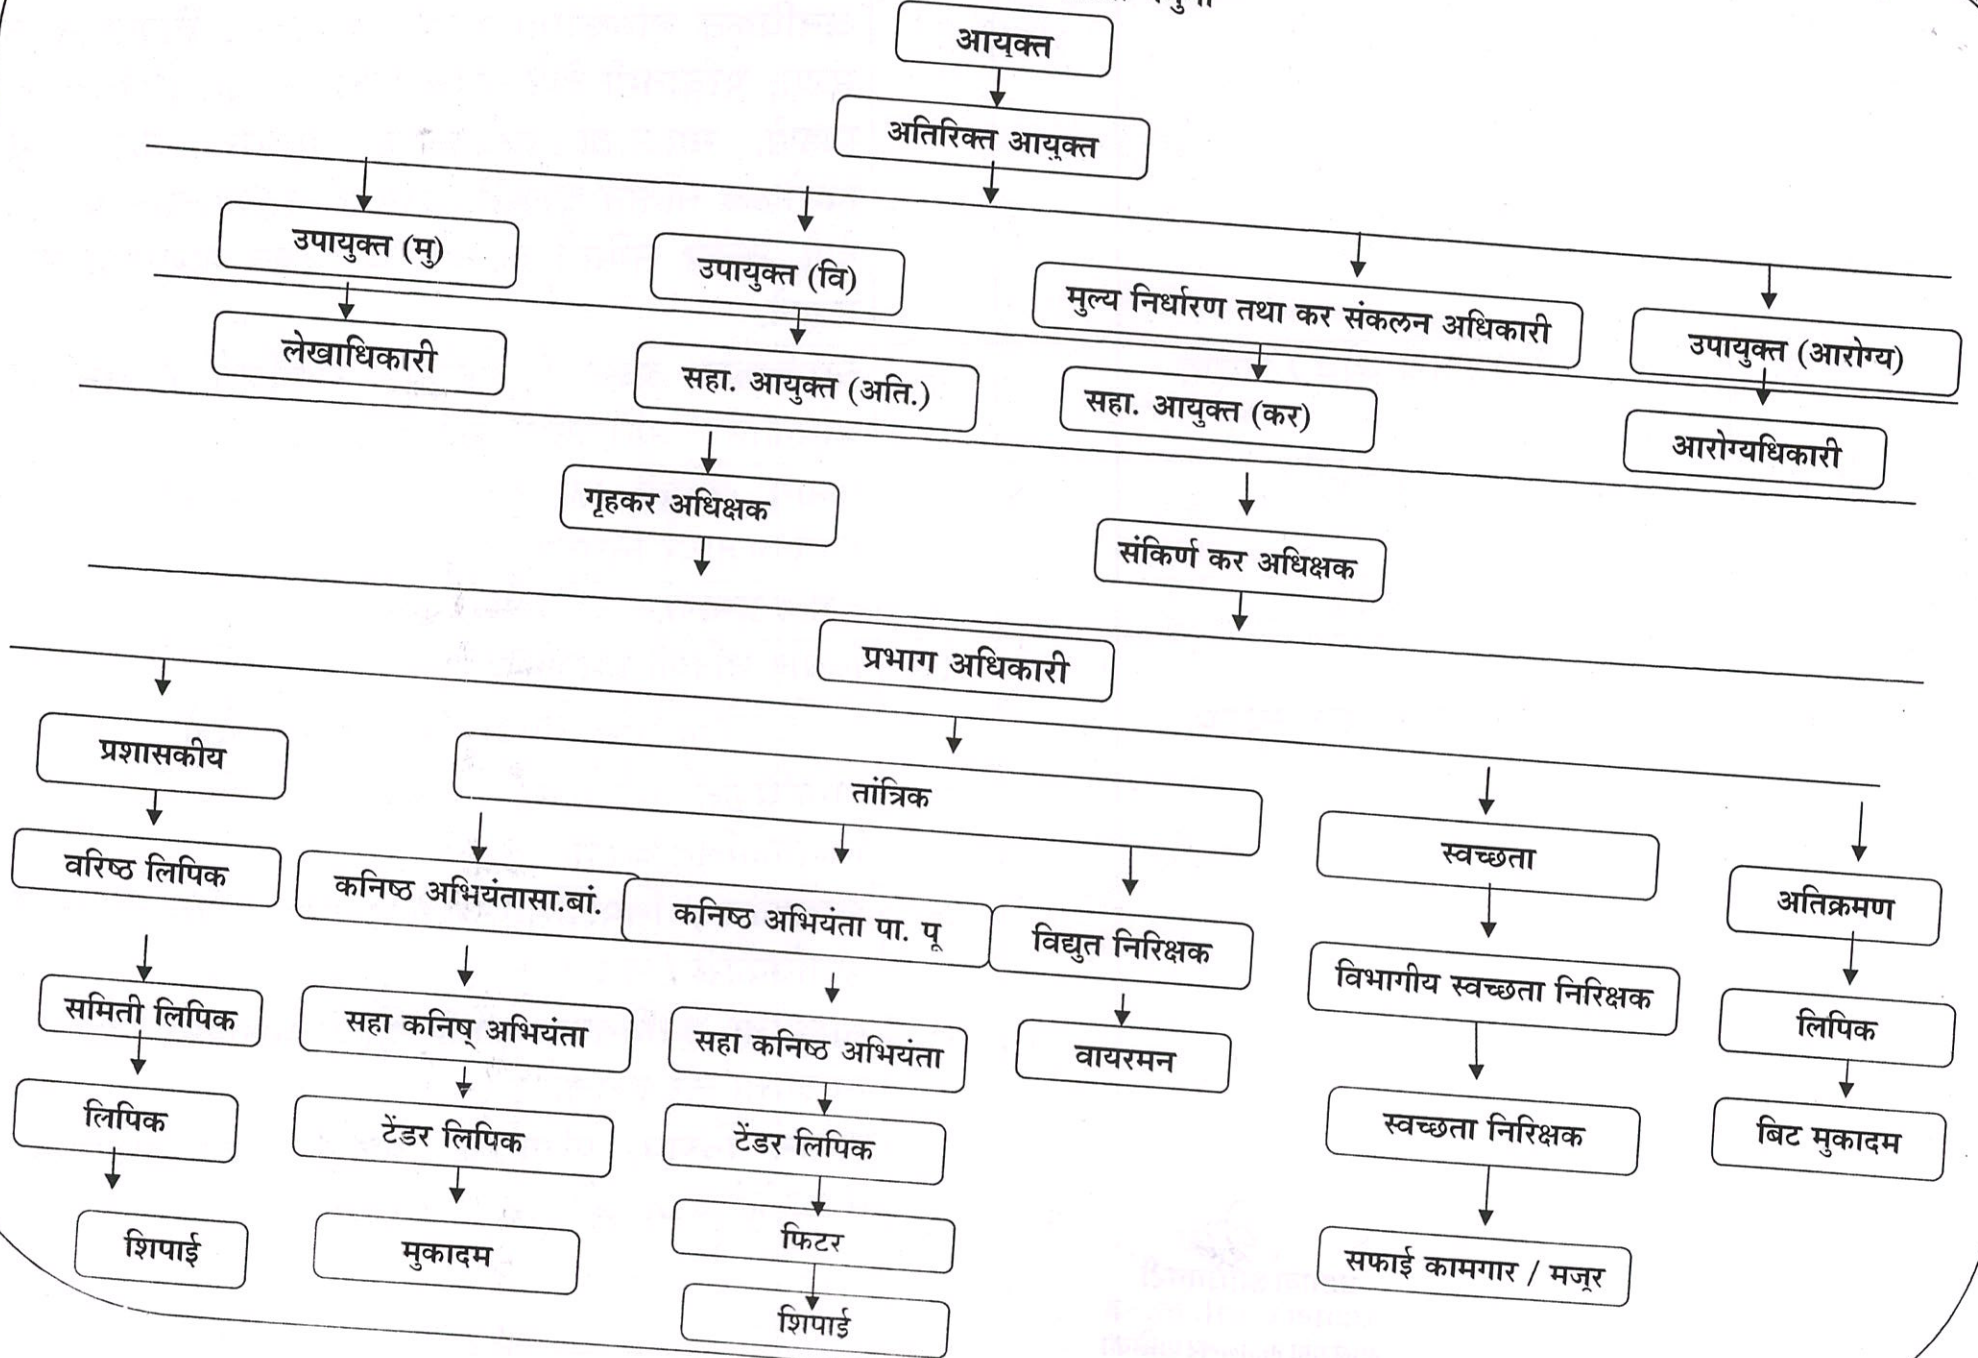 आयुक्त
अतिरिक्त आयुक्त
उपायुक्त (मु)
उपायुक्त (वि)
मुल्य निर्धारण तथा कर संकलन अधिकारी
उपायुक्त (आरोग्य)
लेखाधिकारी
सहा. आयुक्त (अति.)
सहा. आयुक्त (कर)
आरोग्यधिकारी
गृहकर अधिक्षक
संकिर्ण कर अधिक्षक
प्रभाग अधिकारी
प्रशासकीय
तांत्रिक
स्वच्छता
अतिक्रमण
वरिष्ठ लिपिक
कनिष्ठ अभियंतासा.बां.
कनिष्ठ अभियंता पा. पू
विद्युत निरिक्षक
विभागीय स्वच्छता निरिक्षक
लिपिक
समिती लिपिक
सहा कनिष् अभियंता
सहा कनिष्ठ अभियंता
वायरमन
स्वच्छता निरिक्षक
बिट मुकादम
लिपिक
टेंडर लिपिक
टेंडर लिपिक
शिपाई
मुकादम
फिटर
सफाई कामगार / मजूर
शिपाई